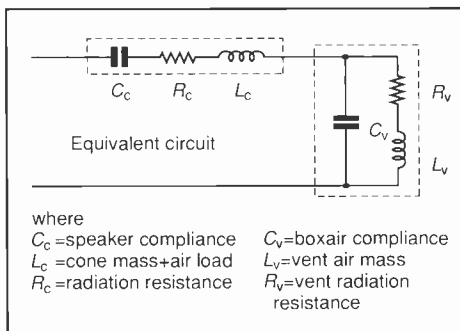 Cc Rc Lc
Rv
Cv
Lv
Equivalent circuit
where
Cc=speaker compliance
Lc=cone mass+air load
Rc=radiation resistance
Cv=boxair compliance
Lv=vent air mass
Rv=vent radiation
resistance